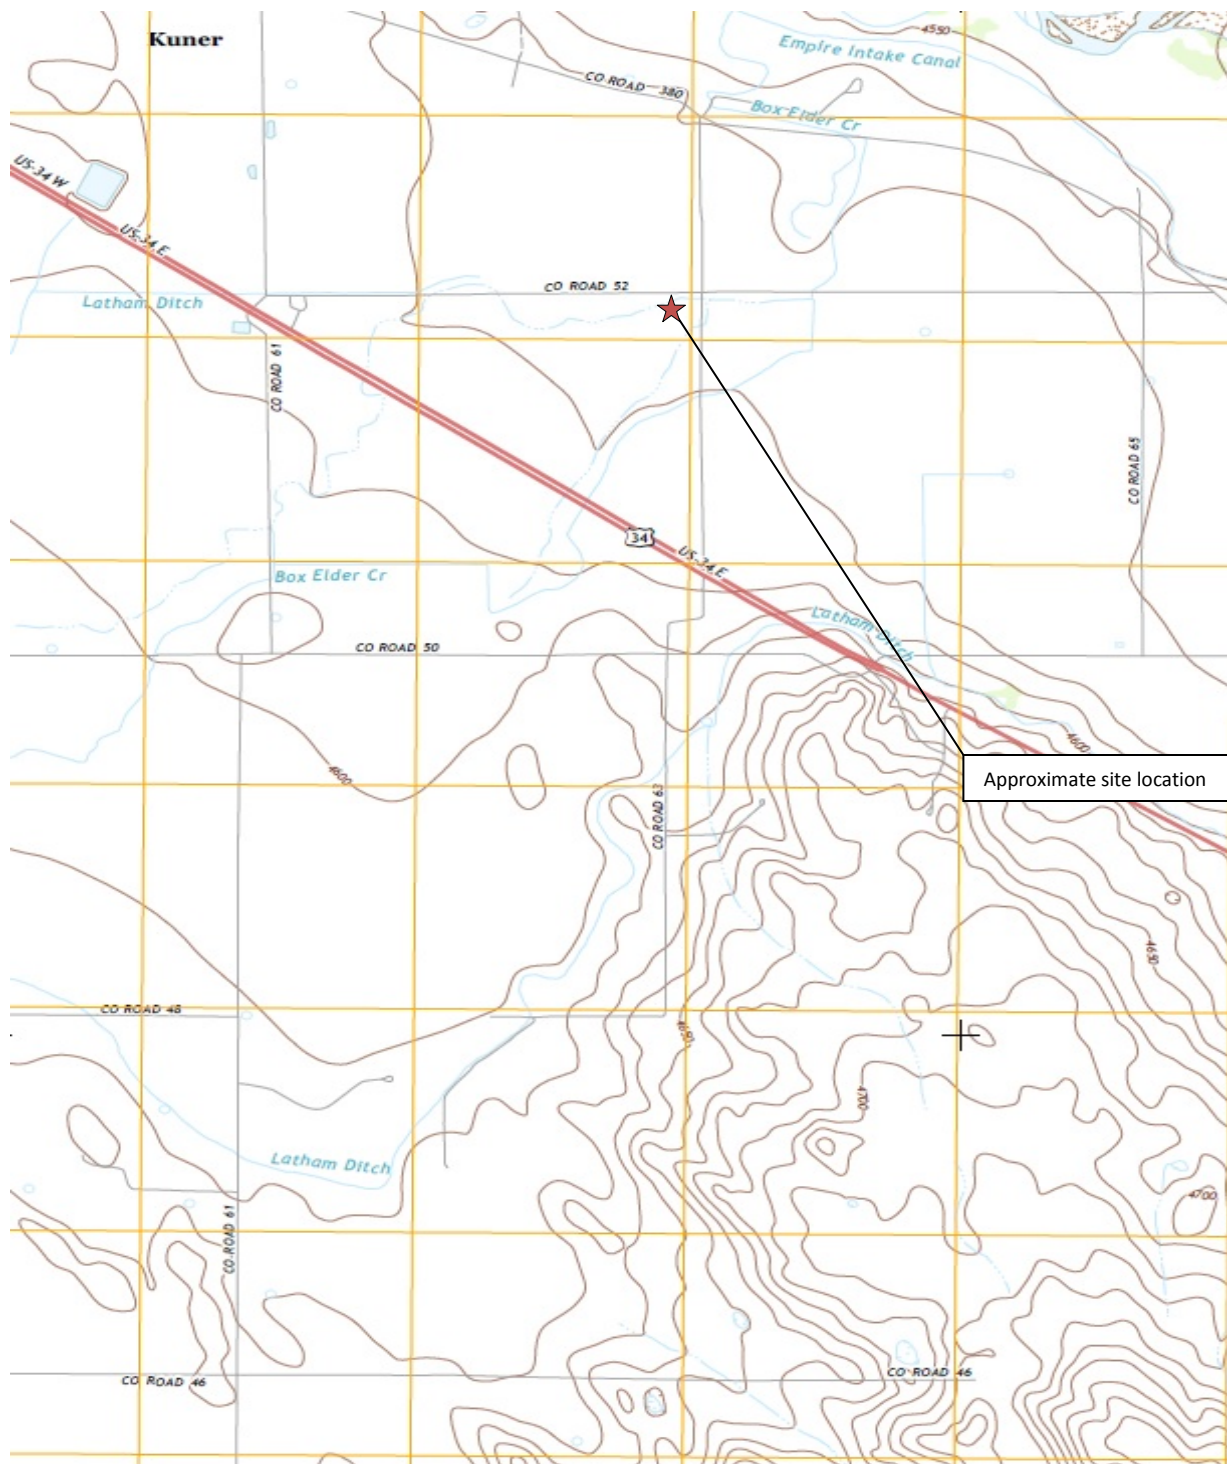 4550
Kuner
Empire Intake Canal
CO ROAD 380
Box Elder Cr
US-34 W
US-34 E
CO ROAD 52
Latham Ditch
CO ROAD 61
CO ROAD 65
34
US-34 E
Box Elder Cr
Latham Ditch
CO ROAD 50
4600
4600
Approximate site location
CO ROAD 63
4650
CO ROAD 48
4650
4700
Latham Ditch
4700
CO ROAD 61
CO ROAD 46
CO ROAD 46